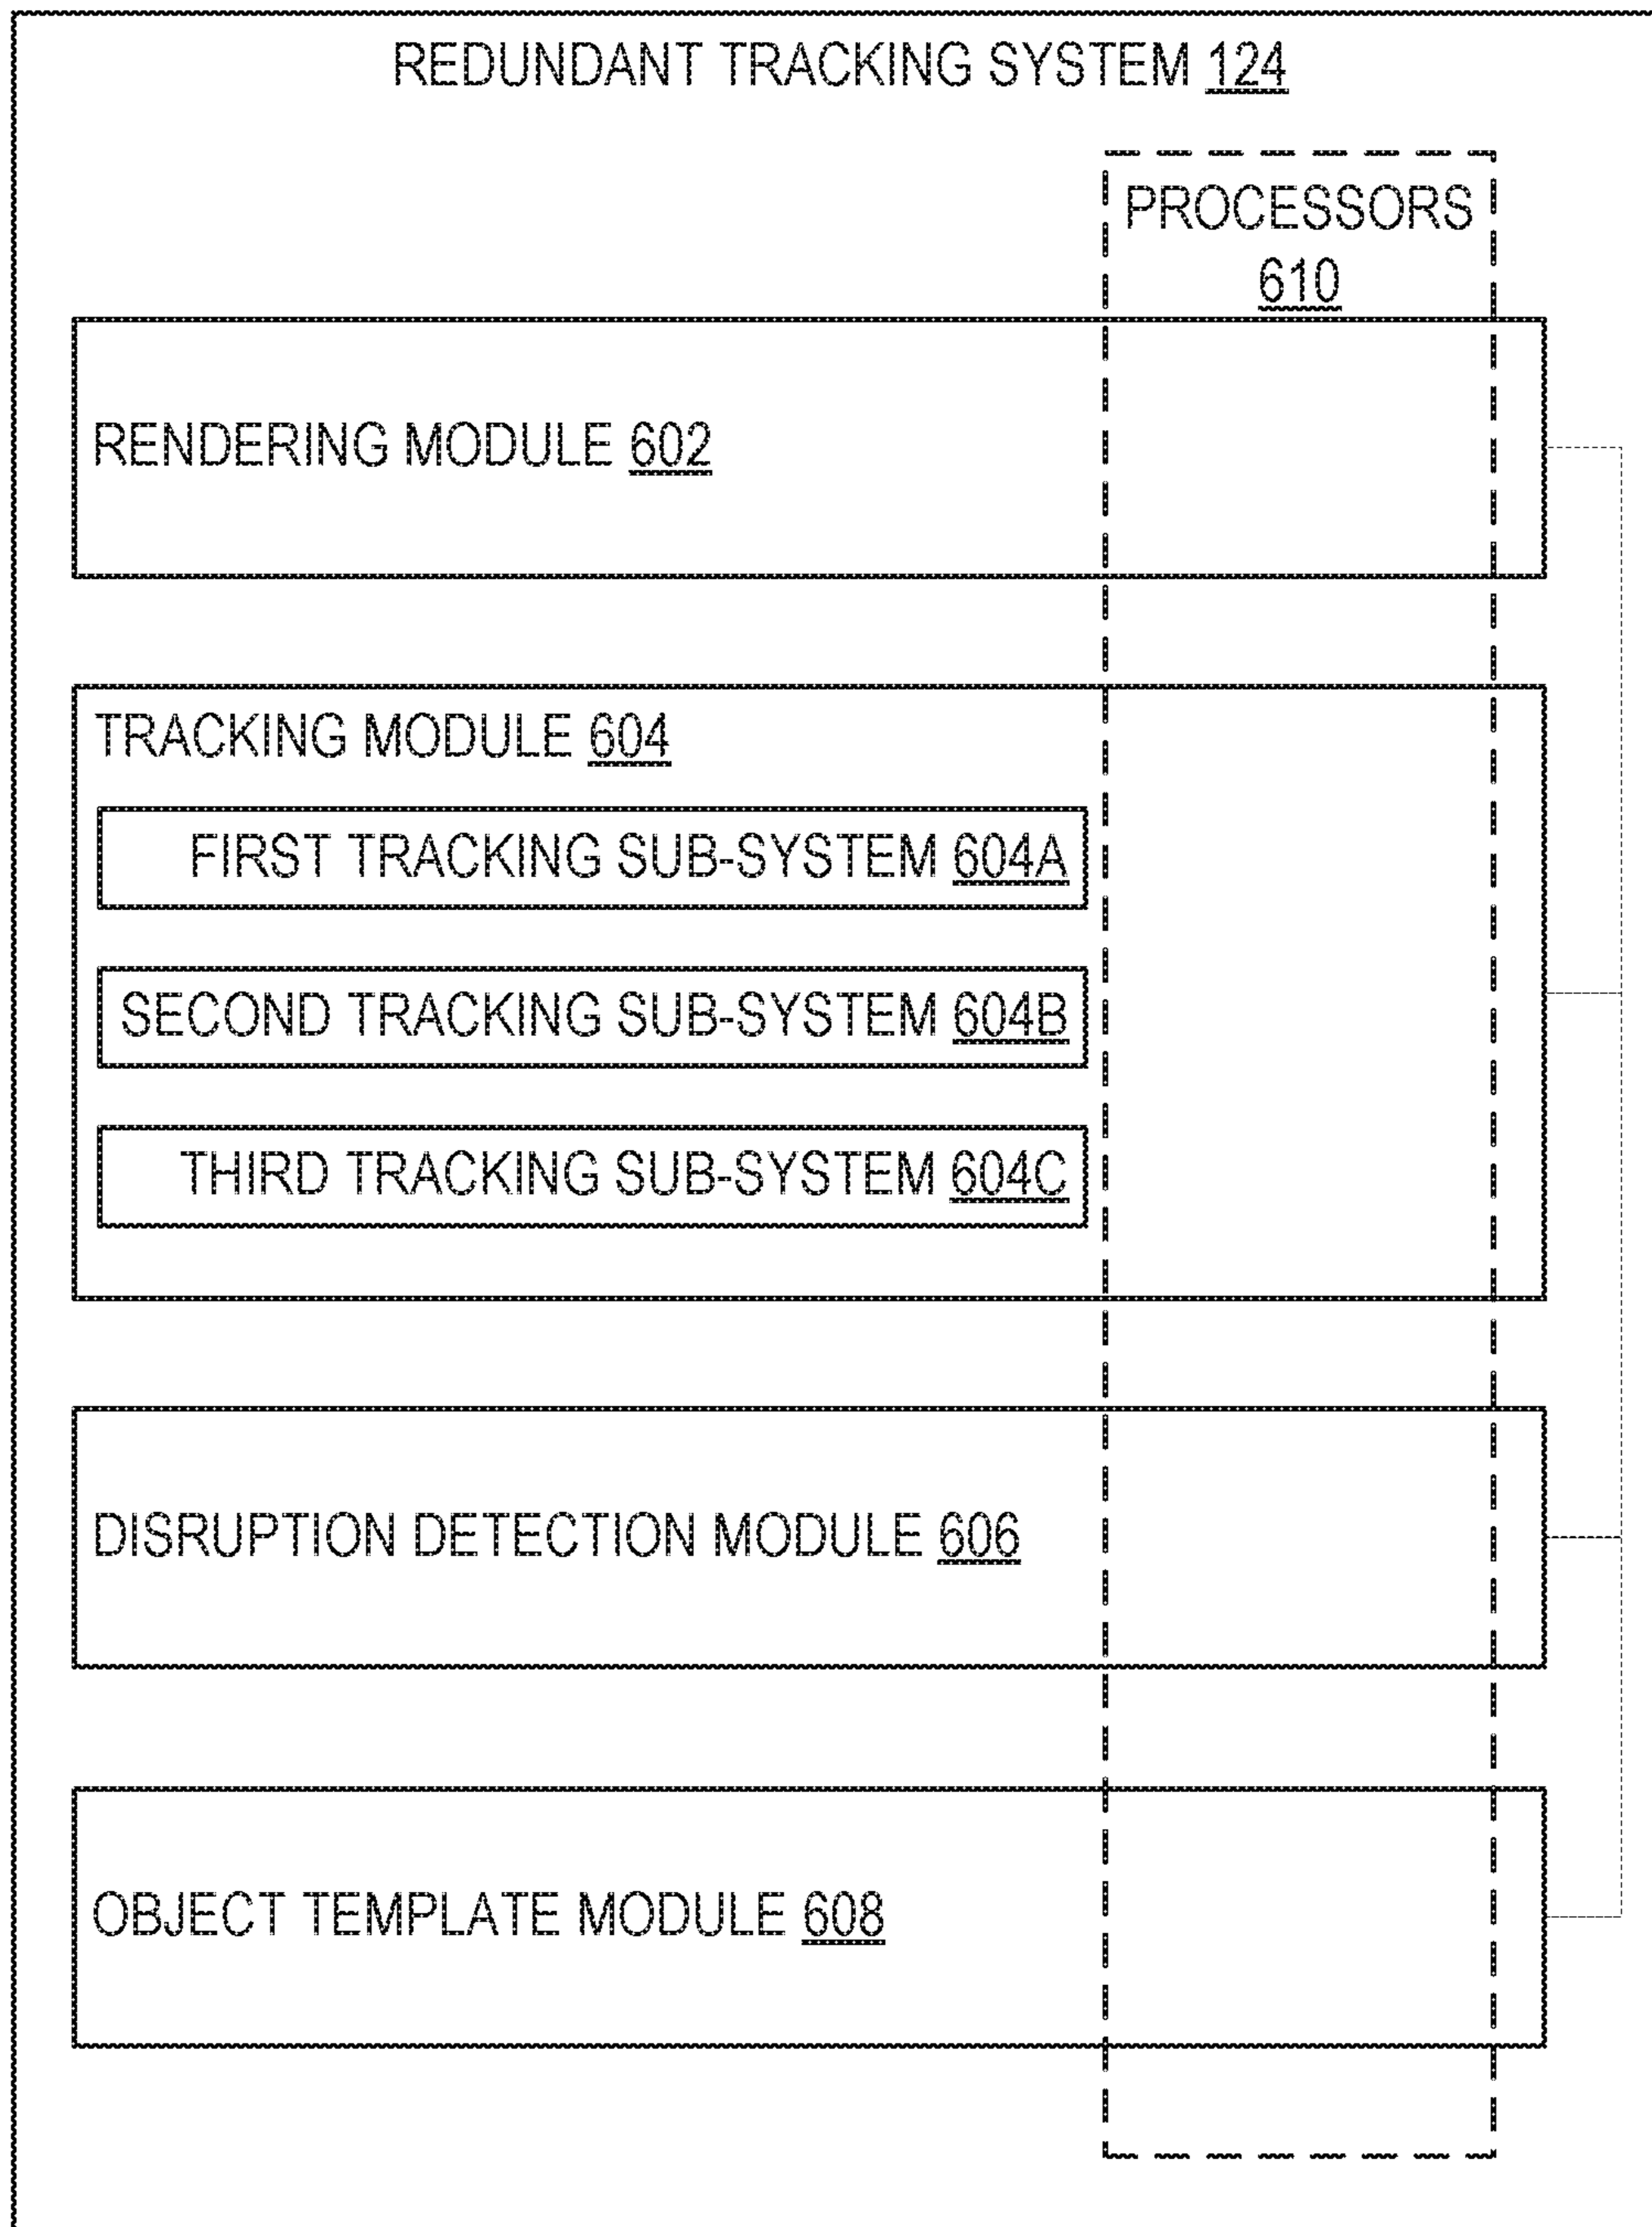 REDUNDANT TRACKING SYSTEM 124
PROCESSORS
610
RENDERING MODULE 602
TRACKING MODULE 604
FIRST TRACKING SUB-SYSTEM 604A
SECOND TRACKING SUB-SYSTEM 604B
THIRD TRACKING SUB-SYSTEM 604C
DISRUPTION DETECTION MODULE 606
OBJECT TEMPLATE MODULE 608